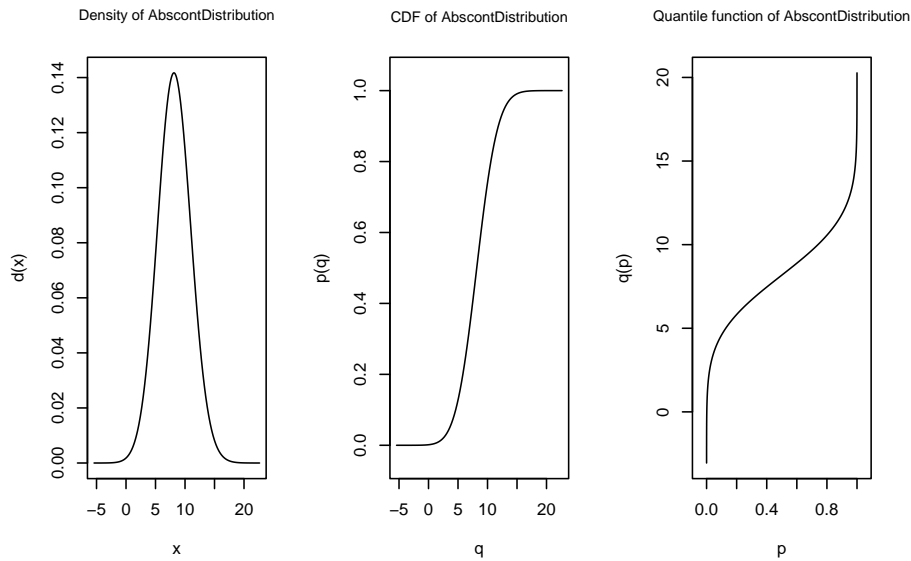 Density of AbscontDistribution
CDF of AbscontDistribution
Quantile function of AbscontDistribution
d(x)
0.00 0.02 0.04 0.06 0.08 0.10 0.12 0.14
−5 0 5 10 20
x
p(q)
0.0 0.2 0.4 0.6 0.8 1.0
−5 0 5 10 20
q
q(p)
0 5 10 15 20
0.0 0.4 0.8
p